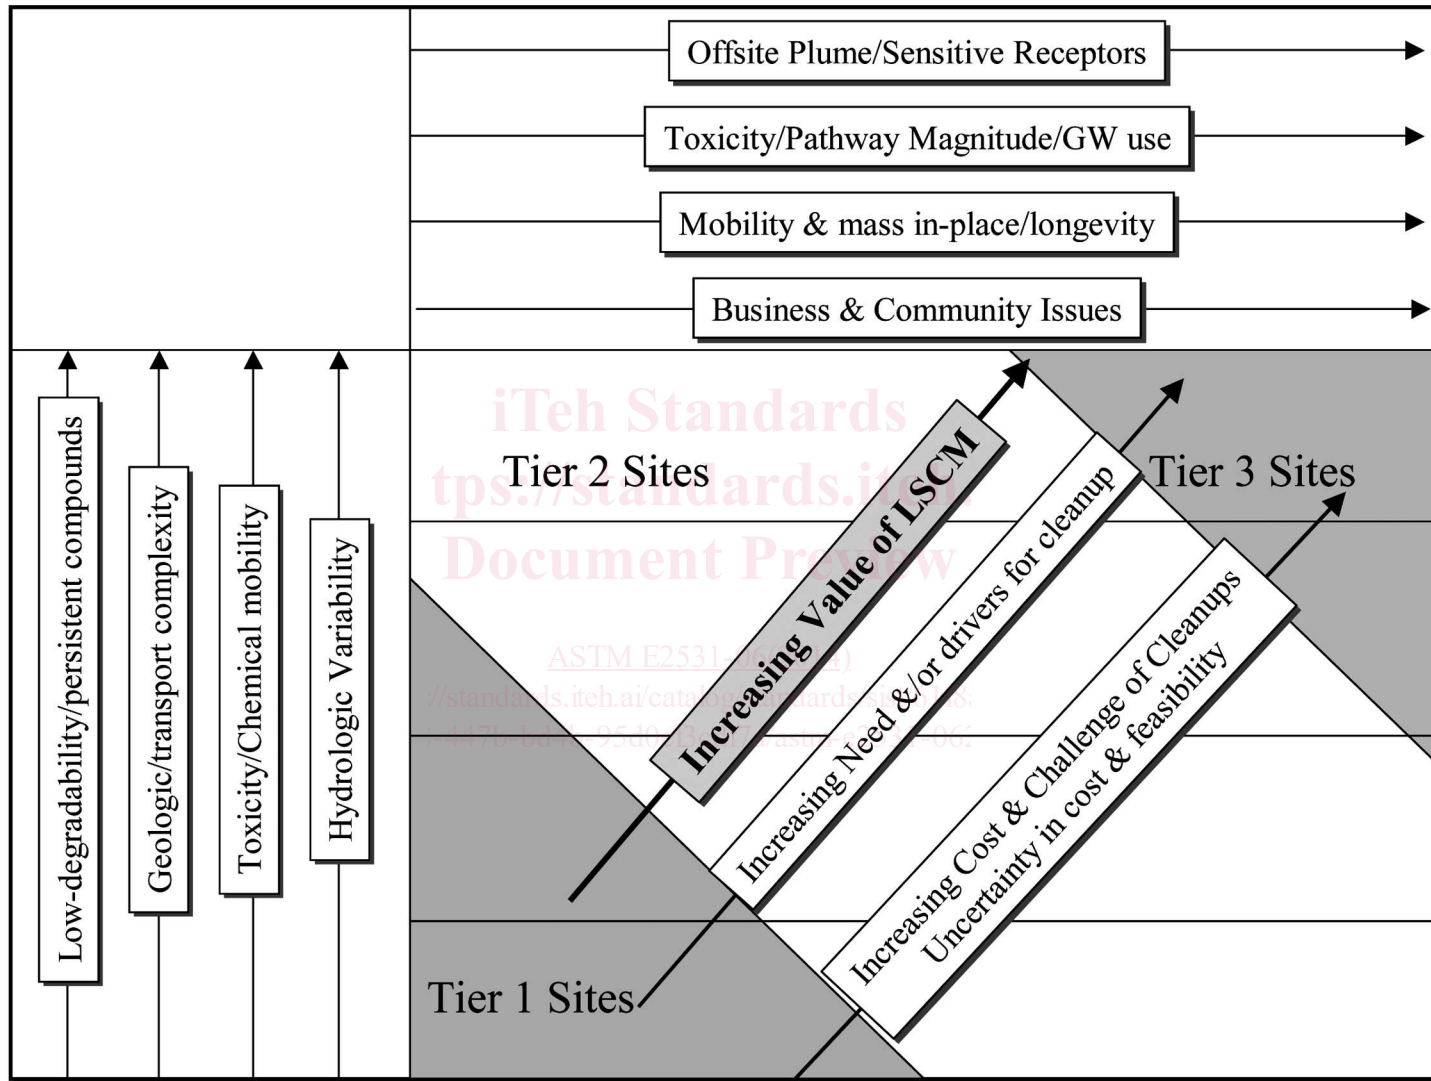 Offsite Plume/Sensitive Receptors
Toxicity/Pathway Magnitude/GW use
Mobility & mass in-place/longevity
Business & Community Issues
Low-degradability/persistent compounds
Geologic/transport complexity
Toxicity/Chemical mobility
Hydrologic Variability
iTeh Standards
Tier 2 Sites
Tier 3 Sites
Document Preview
Increasing Value of LSCM
Increasing Need &/or drivers for cleanup
Increasing Cost & Challenge of Cleanups
Uncertainty in cost & feasibility
Tier 1 Sites
ASTM